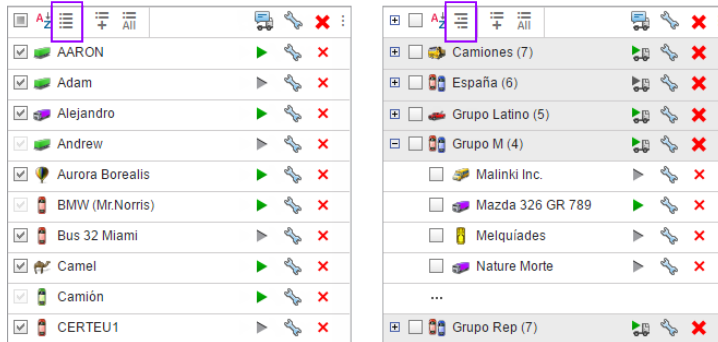 AZ All
AARON
Adam
Alejandro
Andrew
Aurora Borealis
BMW (Mr.Norris)
Bus 32 Miami
Camel
Camión
CERTEU1
AZ All
Camiones (7)
España (6)
Grupo Latino (5)
Grupo M (4)
Malinki Inc.
Mazda 326 GR 789
Melquíades
Nature Morte
...
Grupo Rep (7)